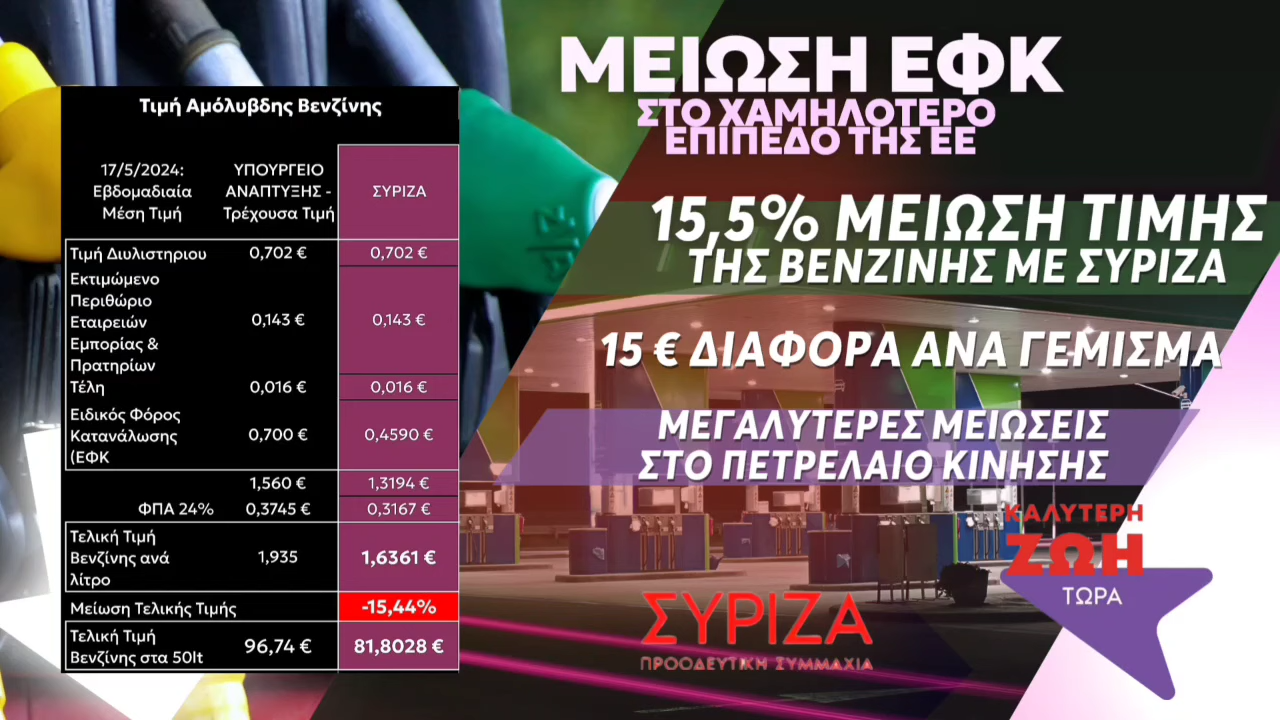 ΜΕΙΩΣΗ ΕΦΚ
ΣΤΟ ΧΑΜΗΛΟΤΕΡΟ
ΕΠΙΠΕΔΟ ΤΗΣ ΕΕ
15,5% ΜΕΙΩΣΗ ΤΙΜΗΣ
ΤΗΣ ΒΕΝΖΙΝΗΣ ΜΕ ΣΥΡΙΖΑ
15 € ΔΙΑΦΟΡΑ ΑΝΑ ΓΕΜΙΣΜΑ
ΜΕΓΑΛΥΤΕΡΕΣ ΜΕΙΩΣΕΙΣ
ΣΤΟ ΠΕΤΡΕΛΑΙΟ ΚΙΝΗΣΗΣ
ΚΑΛΥΤΕΡΗ
ΖΩΗ
ΤΩΡΑ
ΣΥΡΙΖΑ
ΠΡΟΟΔΕΥΤΙΚΗ ΣΥΜΜΑΧΙΑ
Τιμή Αμόλυβδης Βενζίνης
17/5/2024: ΥΠΟΥΡΓΕΙΟ
Εβδομαδιαία ΑΝΑΠΤΥΞΗΣ - ΣΥΡΙΖΑ
Μέση Τιμή Τρέχουσα Τιμή
Τιμή Διυλιστηριου 0,702 € 0,702 €
Εκτιμώμενο
Περιθώριο
Εταιρειών 0,143 € 0,143 €
Εμπορίας &
Πρατηρίων
Τέλη 0,016 € 0,016 €
Ειδικός Φόρος
Κατανάλωσης 0,700 € 0,4590 €
(ΕΦΚ
1,560 € 1,3194 €
ΦΠΑ 24% 0,3745 € 0,3167 €
Τελική Τιμή
Βενζίνης ανά 1,935 1,6361 €
λίτρο
Μείωση Τελικής Τιμής -15,44%
Τελική Τιμή
Βενζίνης στα 50lt 96,74 € 81,8028 €